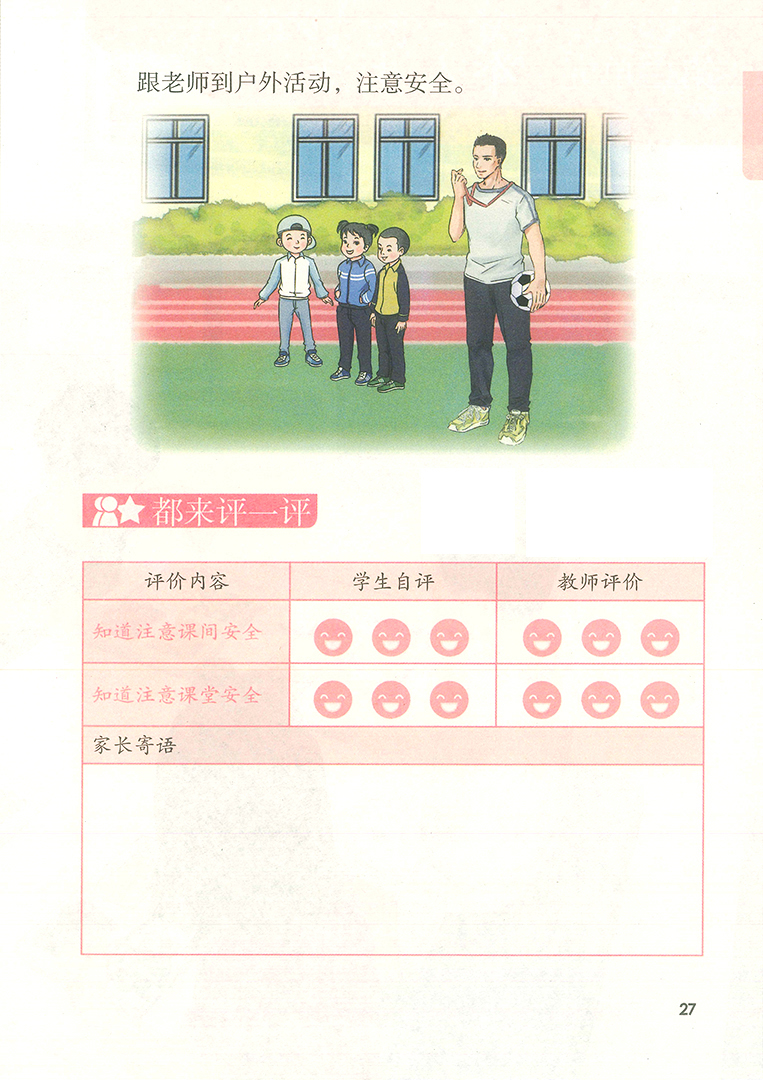 跟老师到户外活动，注意安全。
都来评一评
评价内容 学生自评 教师评价
知道注意课间安全
知道注意课堂安全
家长寄语
27